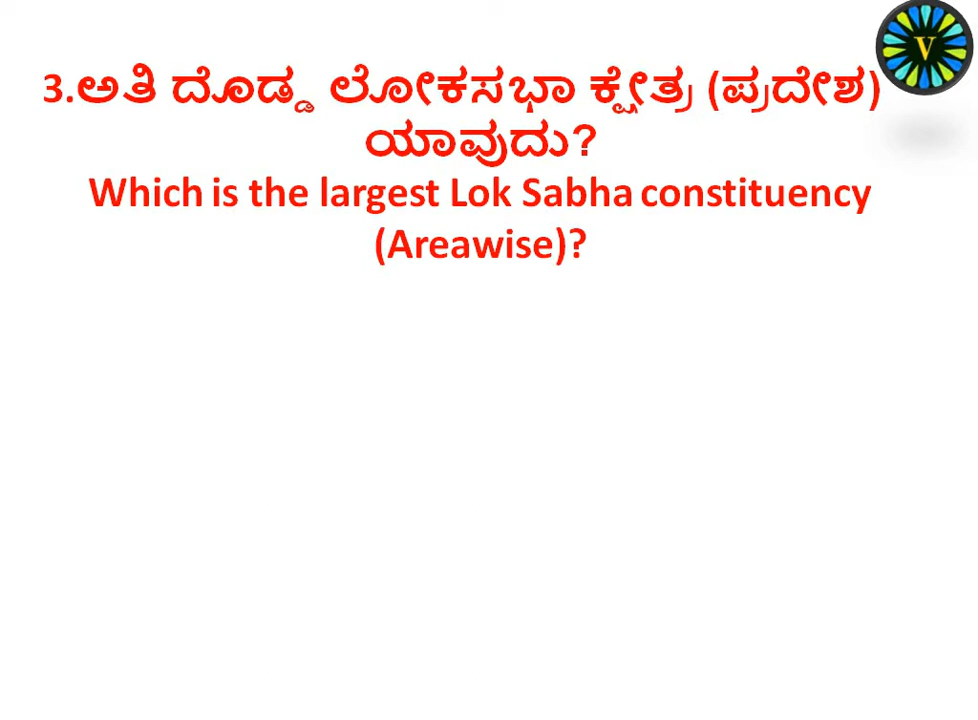 3.ಅತಿ ದೊಡ್ಡ ಲೋಕಸಭಾ ಕ್ಷೇತ್ರ (ಪ್ರದೇಶ)
ಯಾವುದು?
Which is the largest Lok Sabha constituency
(Areawise)?
V